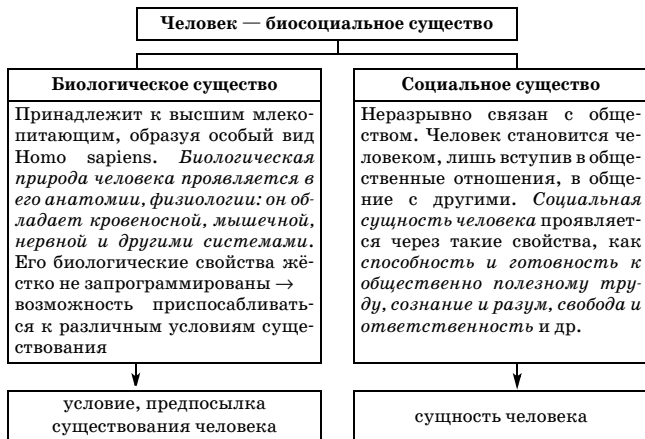 Человек — биосоциальное существо
Биологическое существо
Принадлежит к высшим млеко-
питающим, образуя особый вид
Homo sapiens. Биологическая
природа человека проявляется в
его анатомии, физиологии: он об-
ладает кровеносной, мышечной,
нервной и другими системами.
Его биологические свойства жё-
стко не запрограммированы →
возможность приспосабливать-
ся к различным условиям суще-
ствования
условие, предпосылка
существования человека
Социальное существо
Неразрывно связан с обще-
ством. Человек становится че-
ловеком, лишь вступив в обще-
ственные отношения, в обще-
ние с другими. Социальная
сущность человека проявляет-
ся через такие свойства, как
способность и готовность к
общественно полезному тру-
ду, сознание и разум, свобода и
ответственность и др.
сущность человека